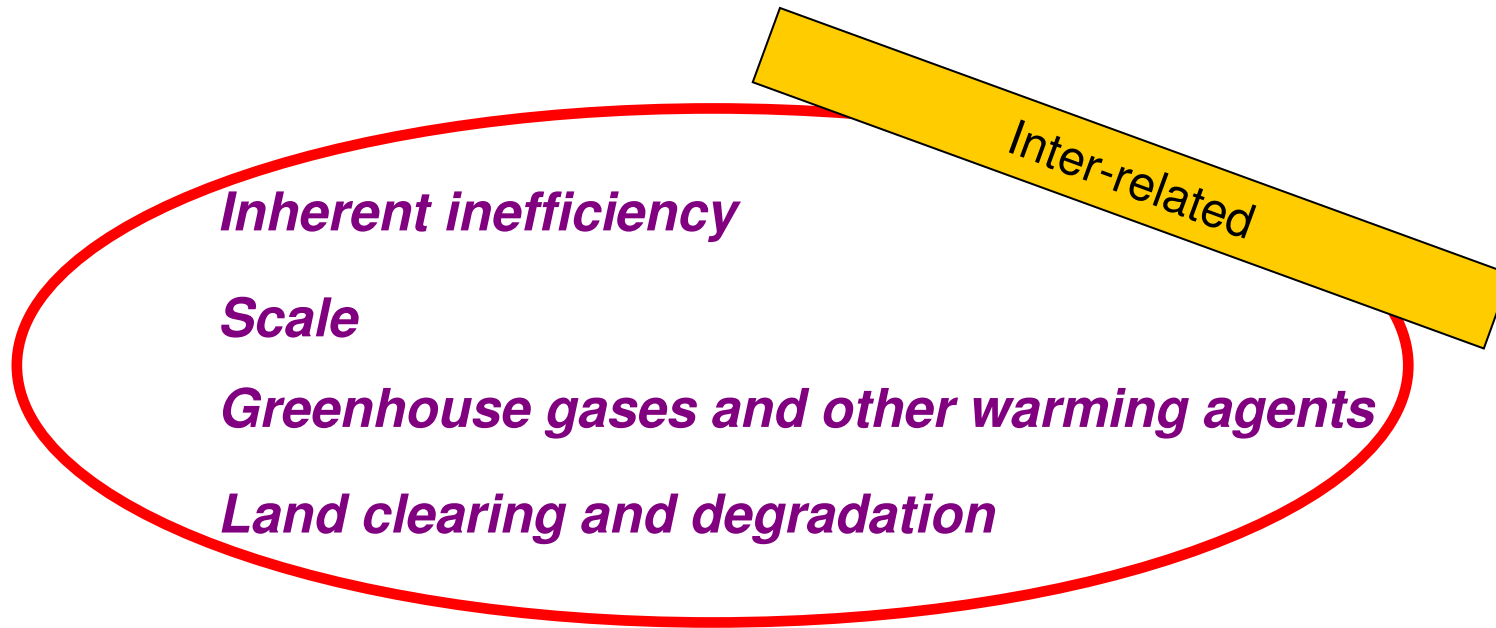 Inter-related
Inherent inefficiency
Scale
Greenhouse gases and other warming agents
Land clearing and degradation